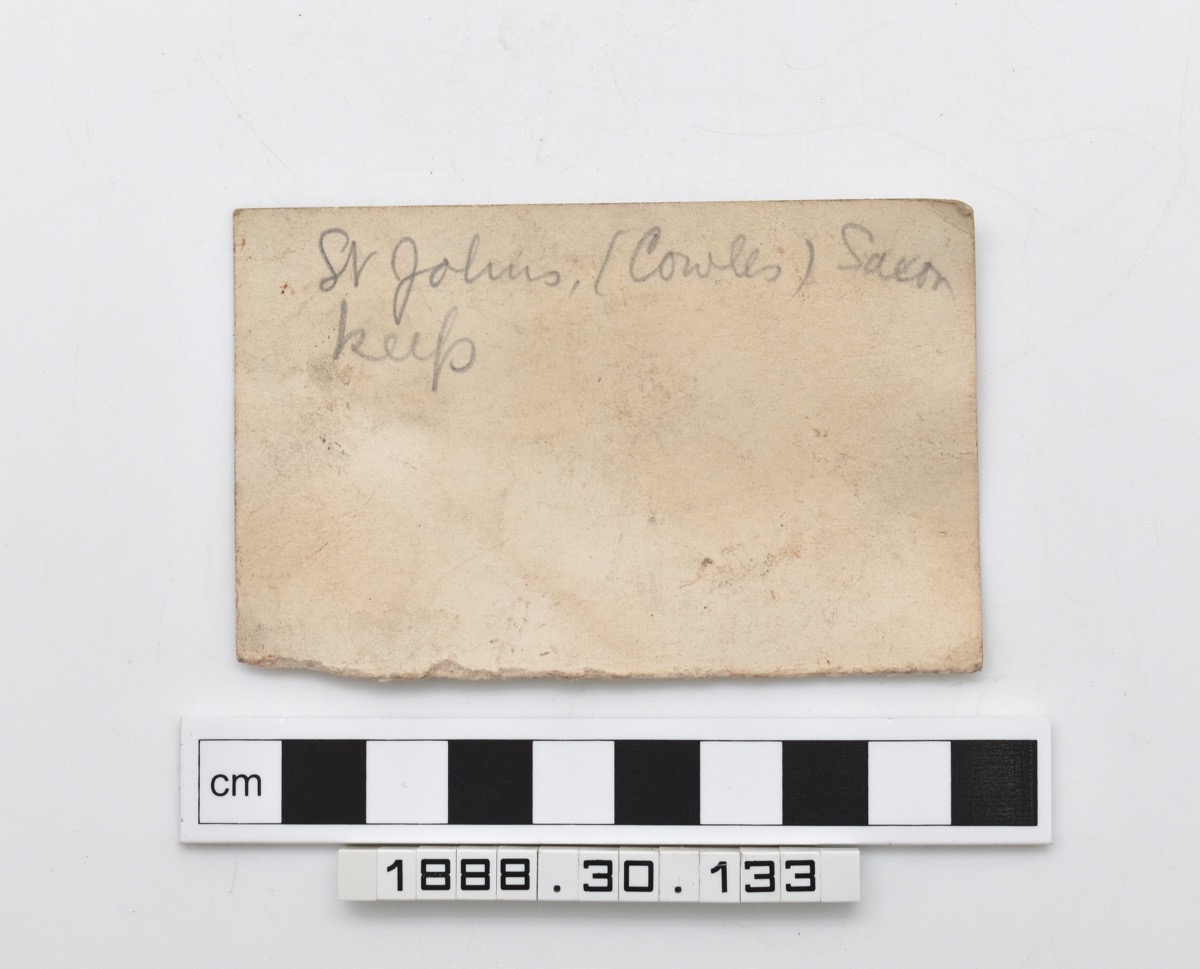 St Johns, (Cowles) Saxon
keep
cm
1888.30.133